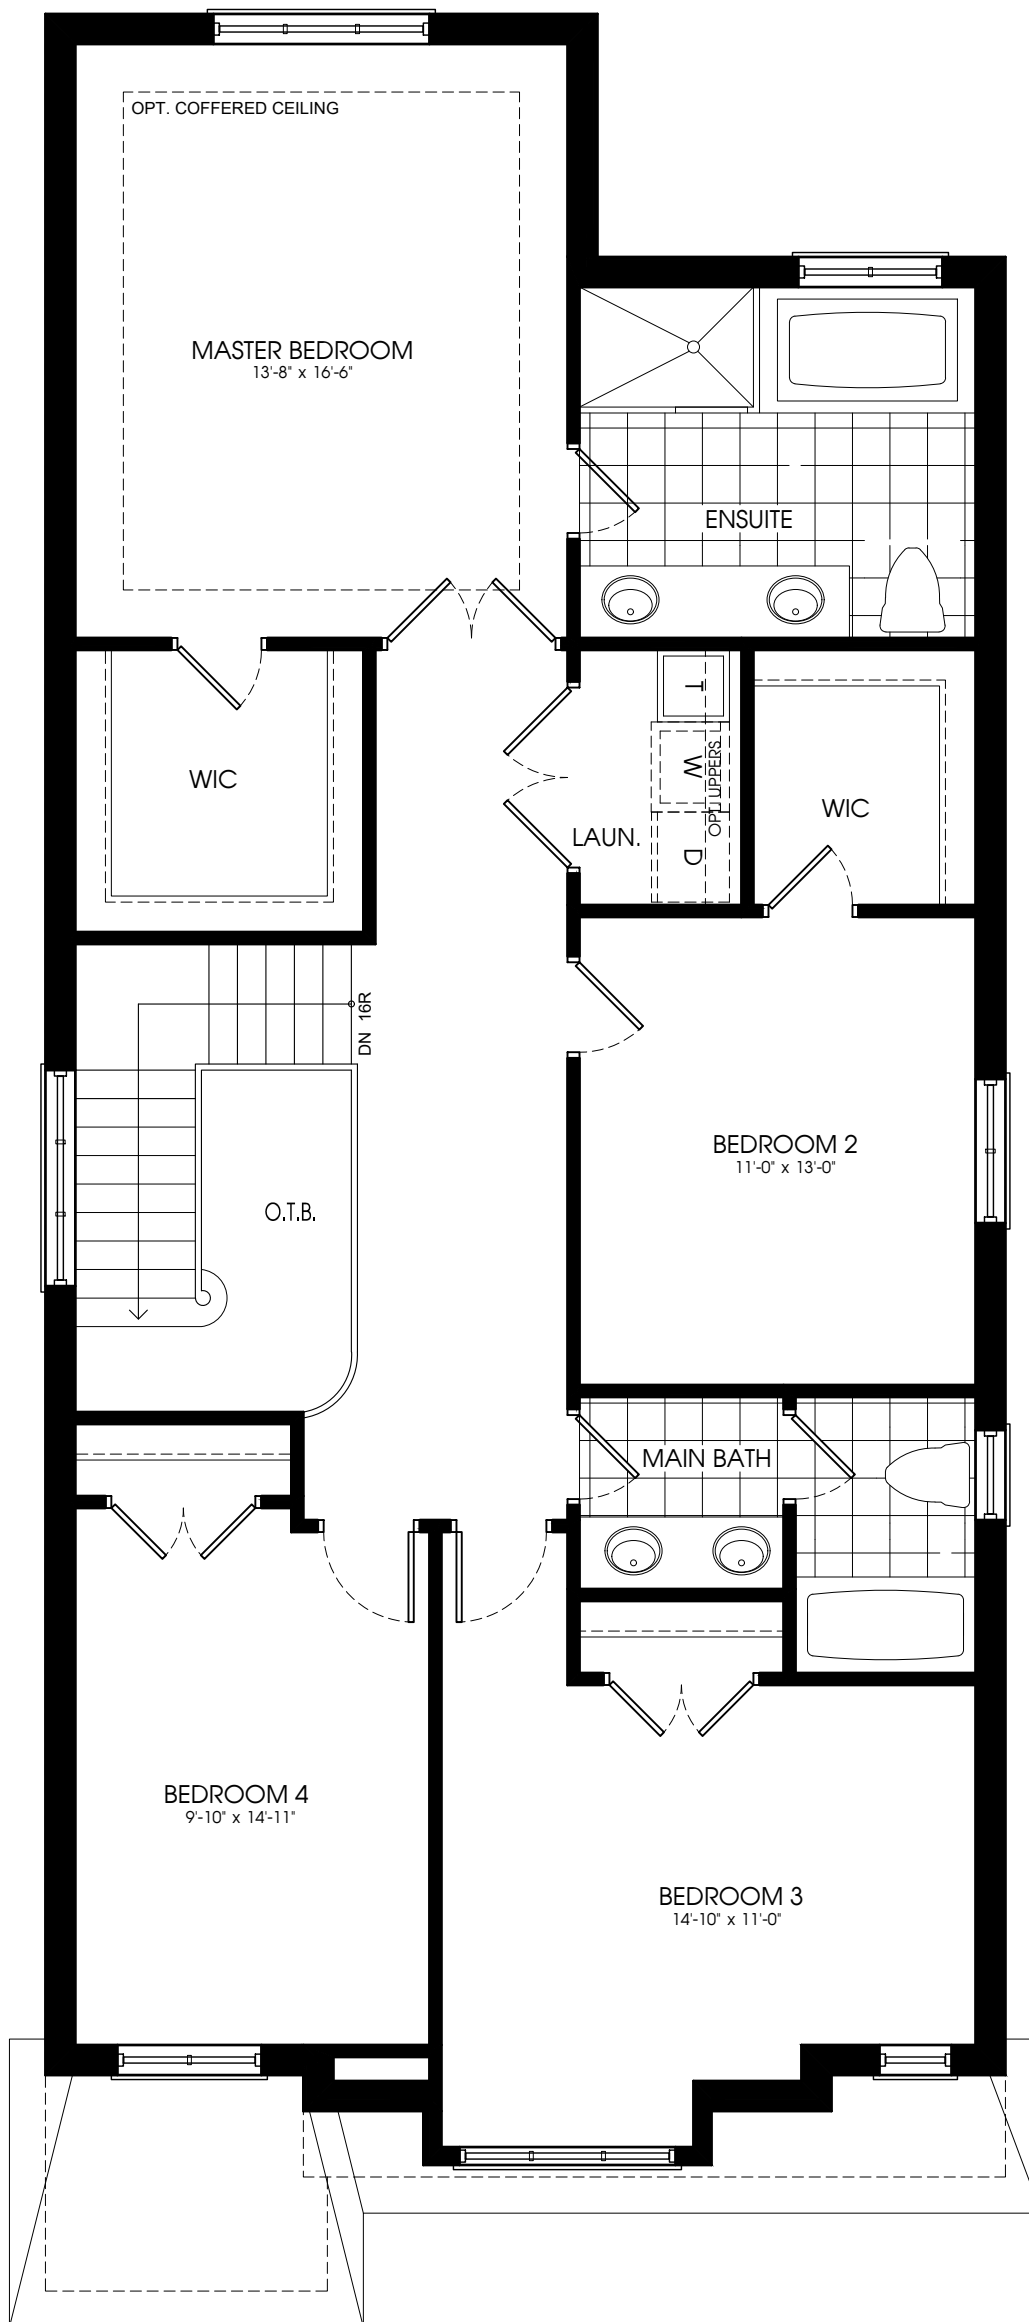 OPT. COFFERED CEILING
MASTER BEDROOM
13'-8" x 16'-6"
ENSUITE
T
W
OPT. UPPERS
D
LAUN.
WIC
WIC
DN 16R
BEDROOM 2
11'-0" x 13'-0"
O.T.B.
MAIN BATH
BEDROOM 4
9'-10" x 14'-11"
BEDROOM 3
14'-10" x 11'-0"